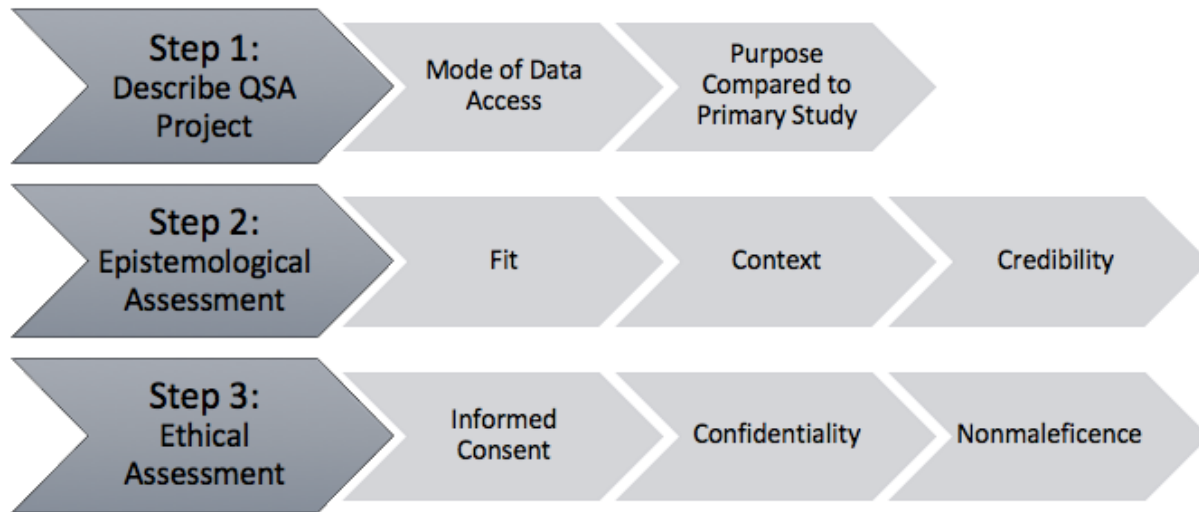 Step 1:
Describe QSA
Project
Mode of Data
Access
Purpose
Compared to
Primary Study
Step 2:
Epistemological
Assessment
Fit
Context
Credibility
Step 3:
Ethical
Assessment
Informed
Consent
Confidentiality
Nonmaleficence